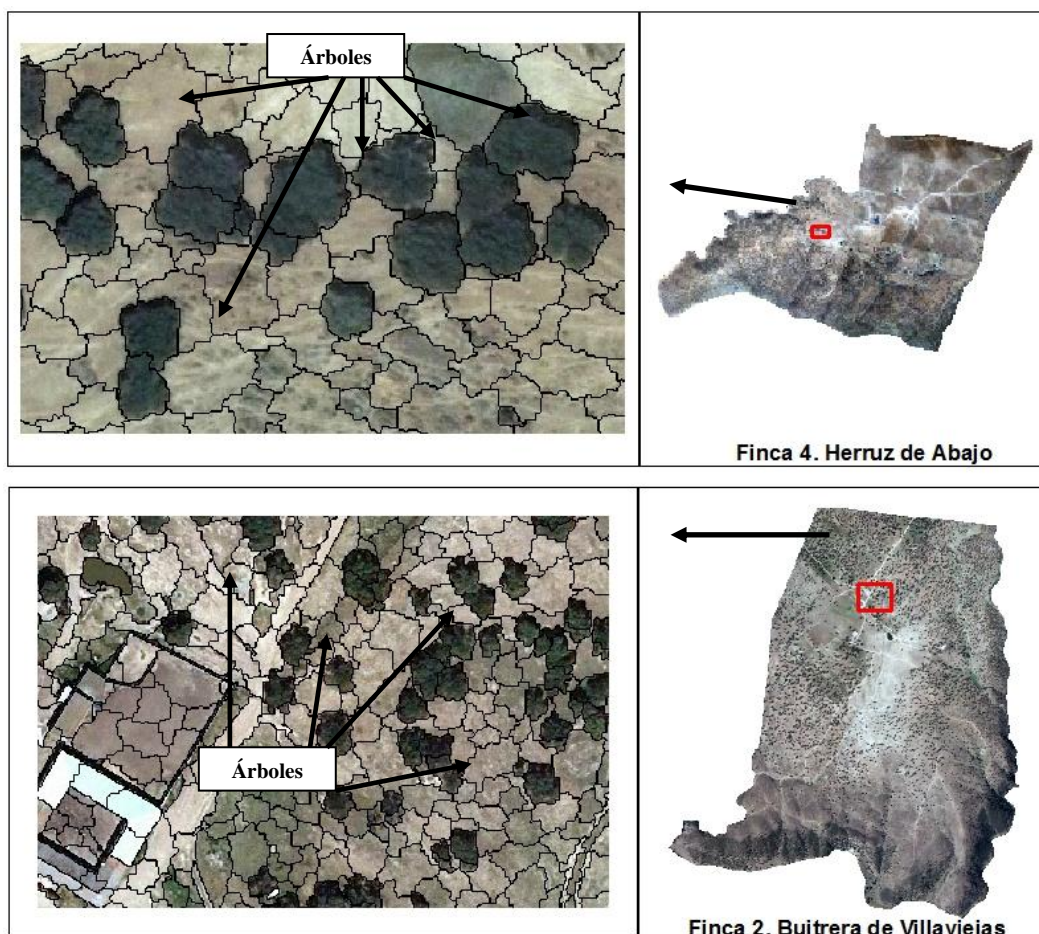 Árboles
Finca 4. Herruz de Abajo
Árboles
Finca 2. Buitrera de Villaviejas